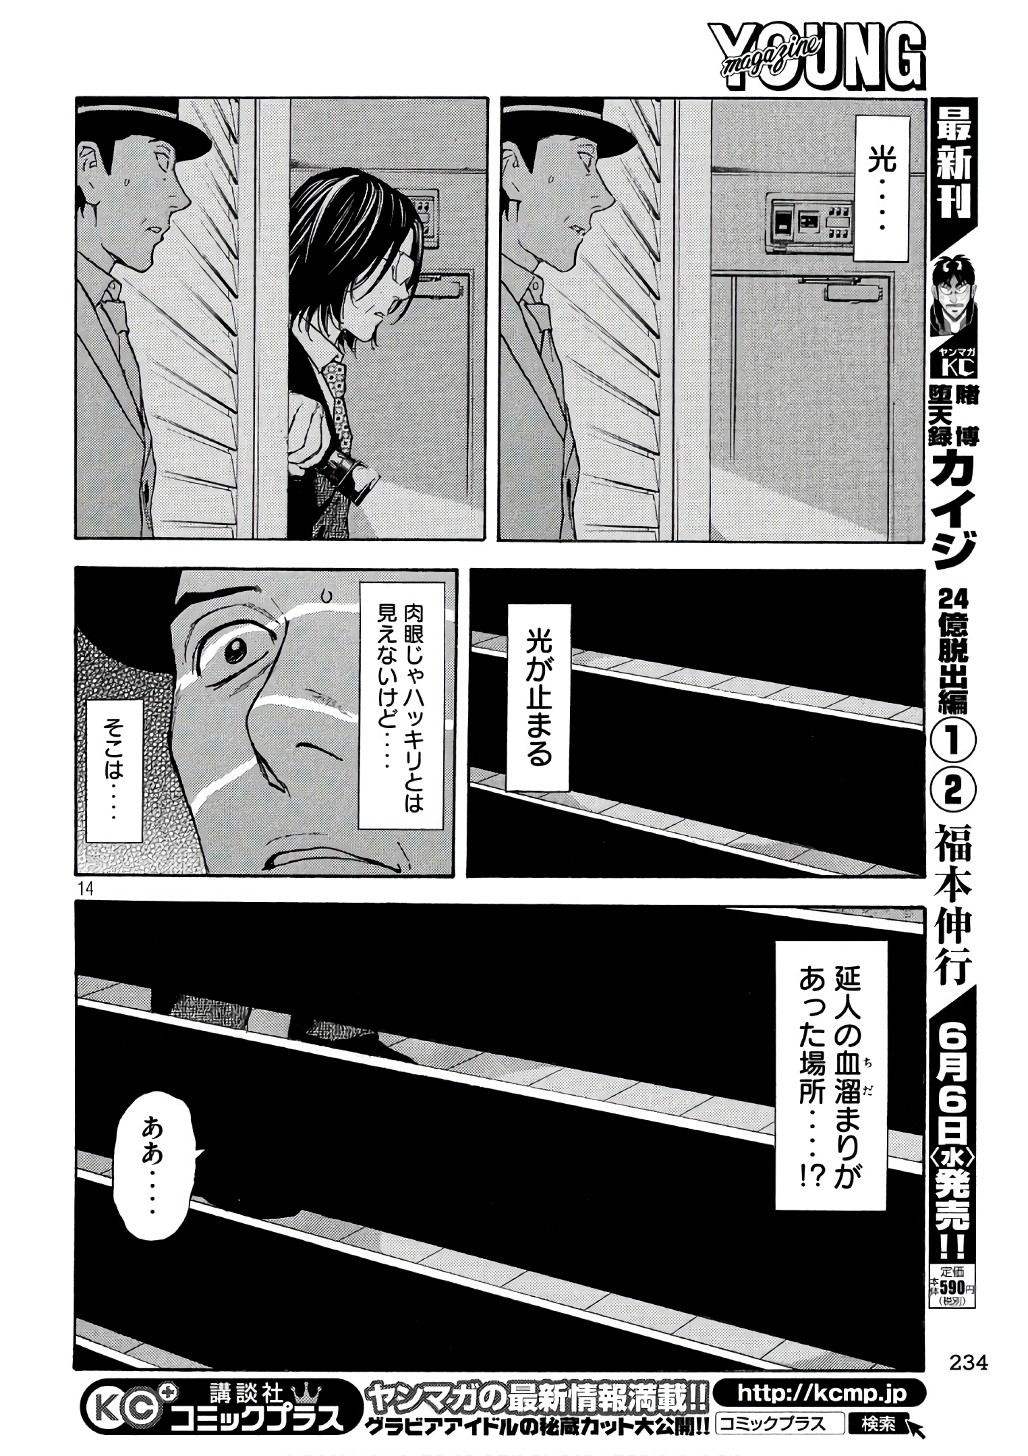 YOUNG
magazine
光‥‥
光が止まる
肉眼じゃハッキリとは
見えないけど‥‥
そこは‥‥
14
延人の血溜まりが
ちだ
あった場所‥‥!?
ああ‥‥
最新刊
ヤンマガ
KC
賭博
堕天録
カイジ
24億脱出編
①
②
福本伸行
6月6日〈水〉発売!!
定価
本体590円
(税別)
234
KC+
講談社
コミックプラス
ヤンマガの最新情報満載!!
グラビアアイドルの秘蔵カット大公開!!
http://kcmp.jp
コミックプラス 検索